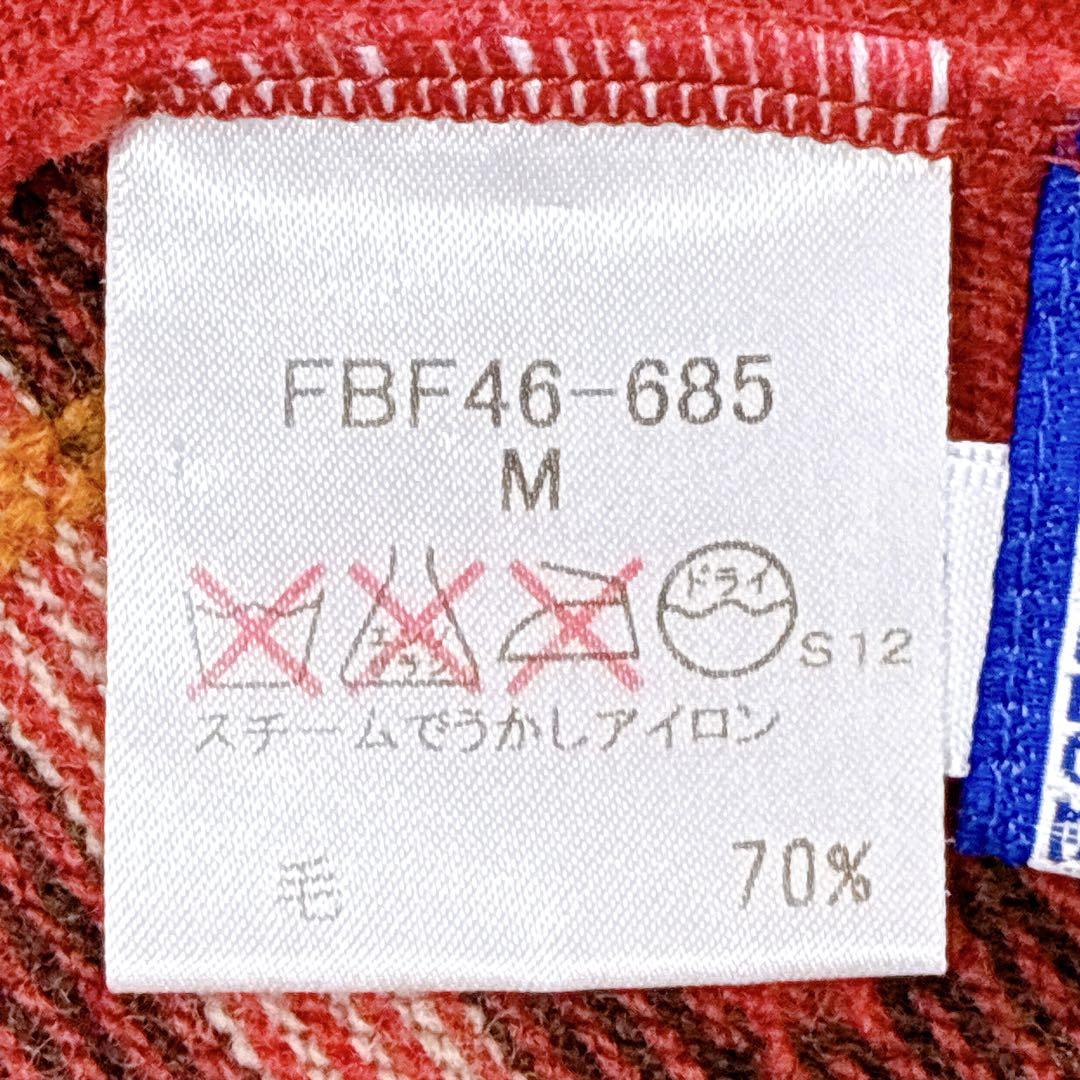 FBF46-685
M
ドライ
S12
スチームでうかしアイロン
毛 70%